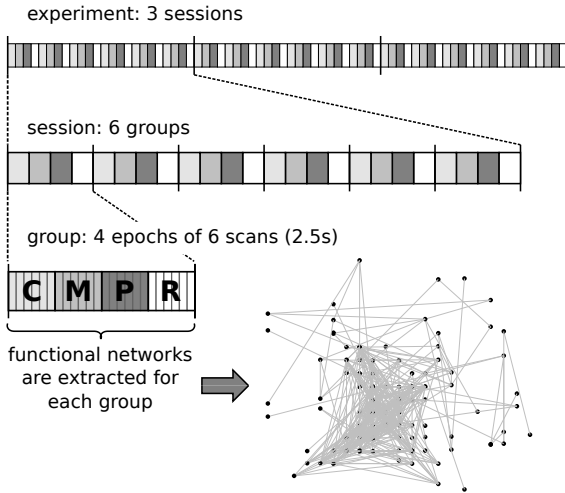 experiment: 3 sessions
session: 6 groups
group: 4 epochs of 6 scans (2.5s)
C M P R
functional networks
are extracted for
each group